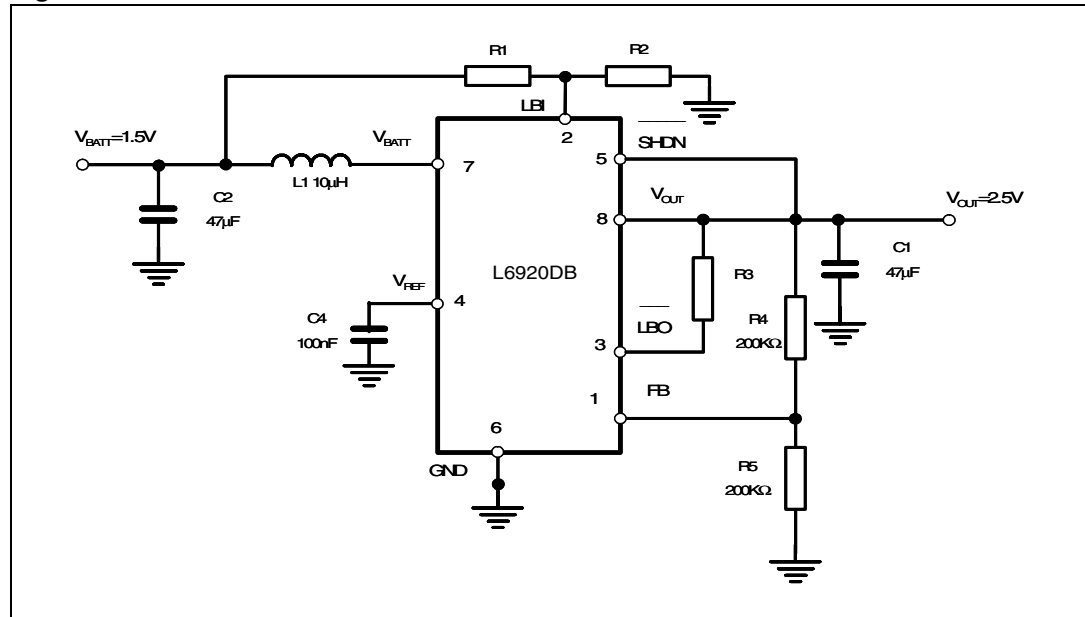 R1
R2
LBI
2
SHDN
V_BATT=1.5V
V_BATT
7
5
L1 10µH
C2
47µF
V_OUT
8
V_OUT=2.5V
C1
47µF
L6920DB
R3
V_REF
4
LBO
C4
100nF
R4
200KΩ
3
1
FB
6
GND
R5
200KΩ